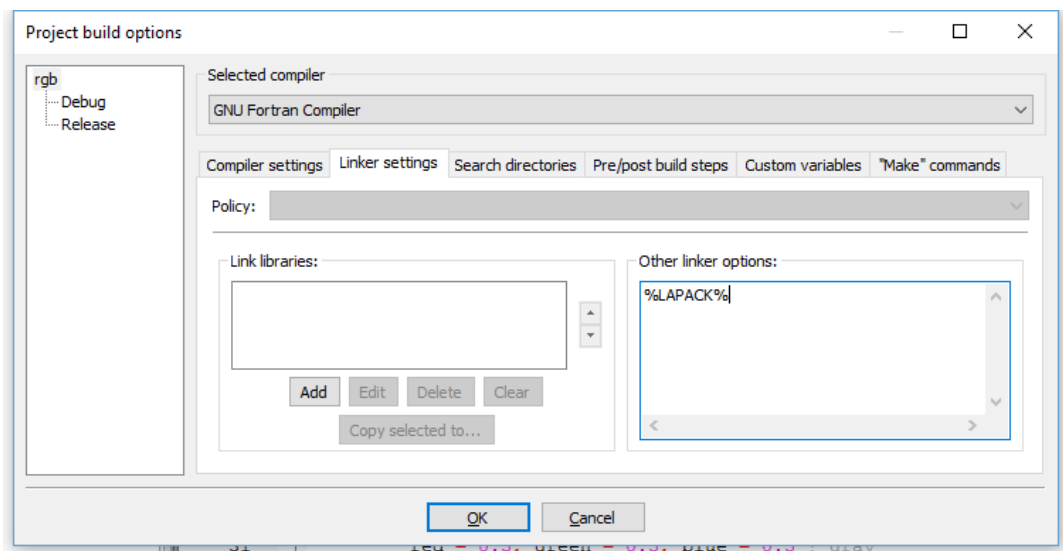 Project build options
rgb
Debug
Release
Selected compiler
GNU Fortran Compiler
Compiler settings Linker settings Search directories Pre/post build steps Custom variables "Make" commands
Policy:
Link libraries:
Add Edit Delete Clear
Copy selected to...
Other linker options:
%LAPACK%
OK Cancel